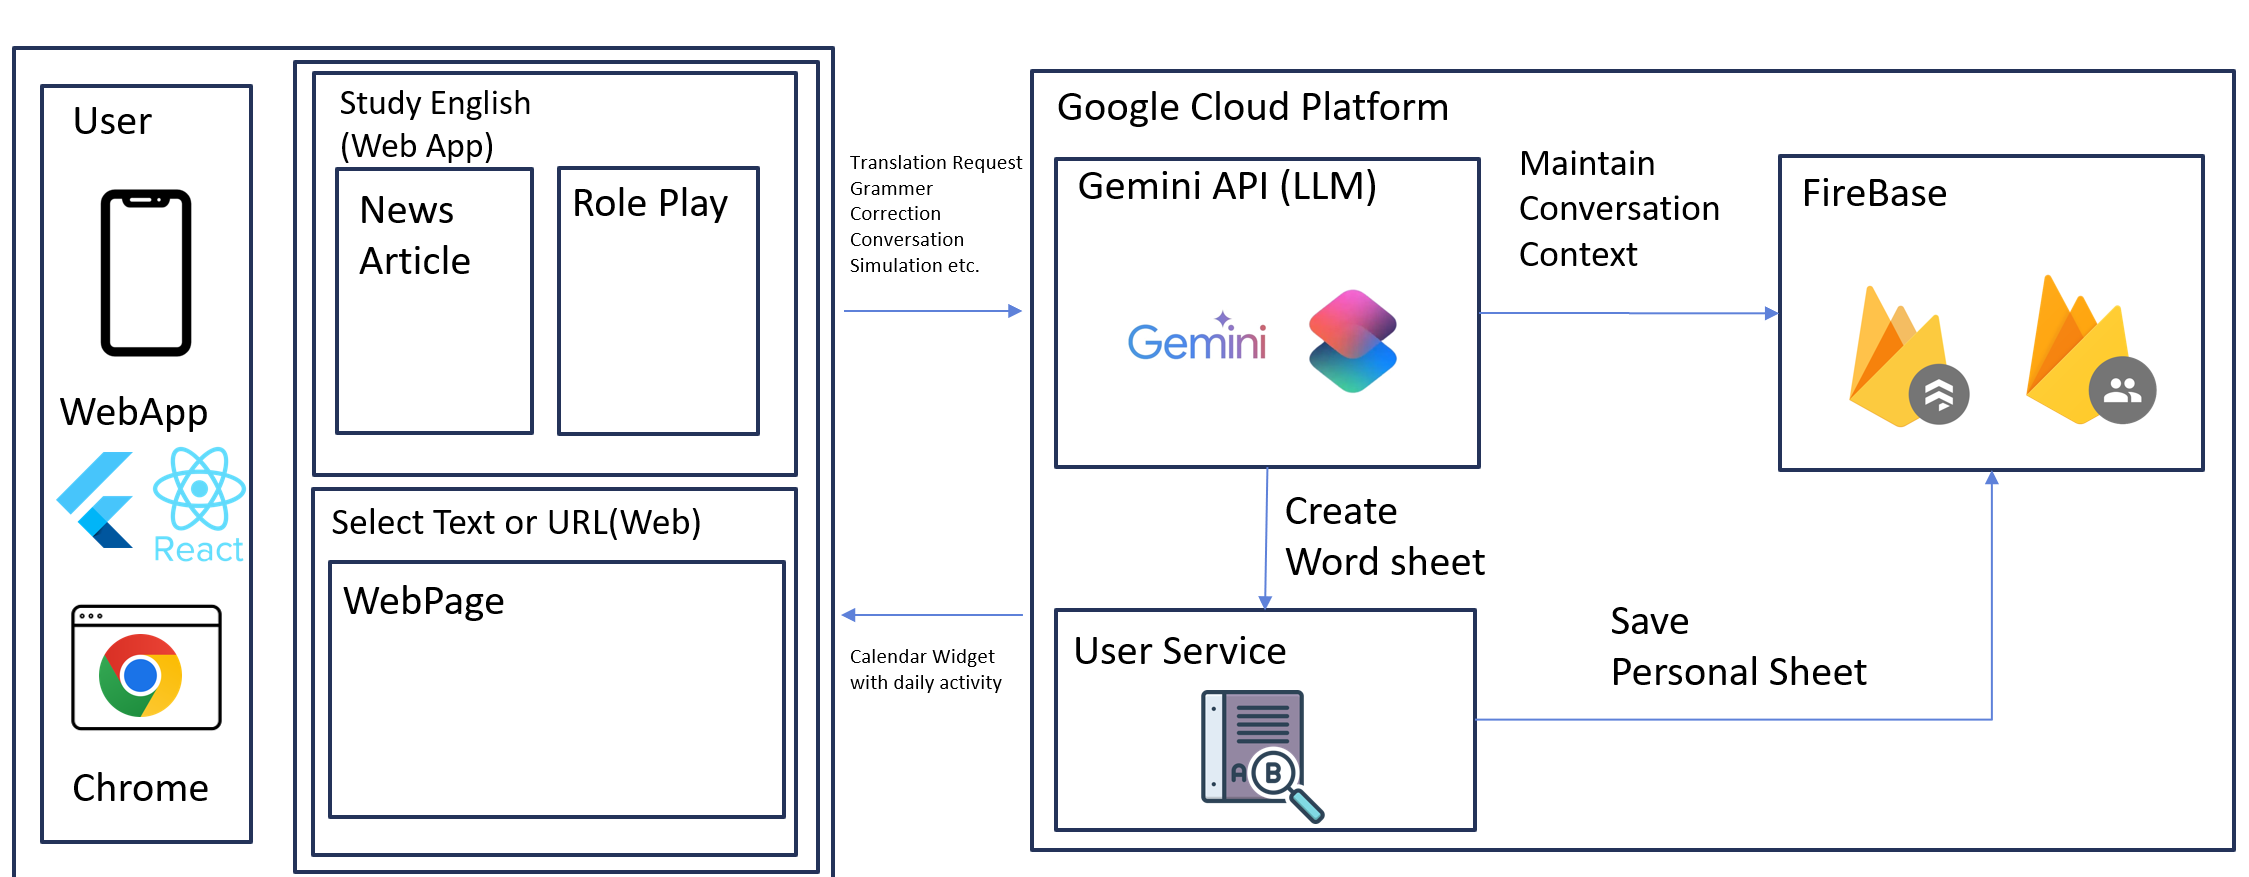 User
WebApp
React
Chrome
Study English
(Web App)
News
Article
Role Play
Select Text or URL(Web)
WebPage
Translation Request
Grammer
Correction
Conversation
Simulation etc.
Calendar Widget
with daily activity
Google Cloud Platform
Gemini API (LLM)
Gemini
Maintain
Conversation
Context
FireBase
Create
Word sheet
User Service
A B
Save
Personal Sheet